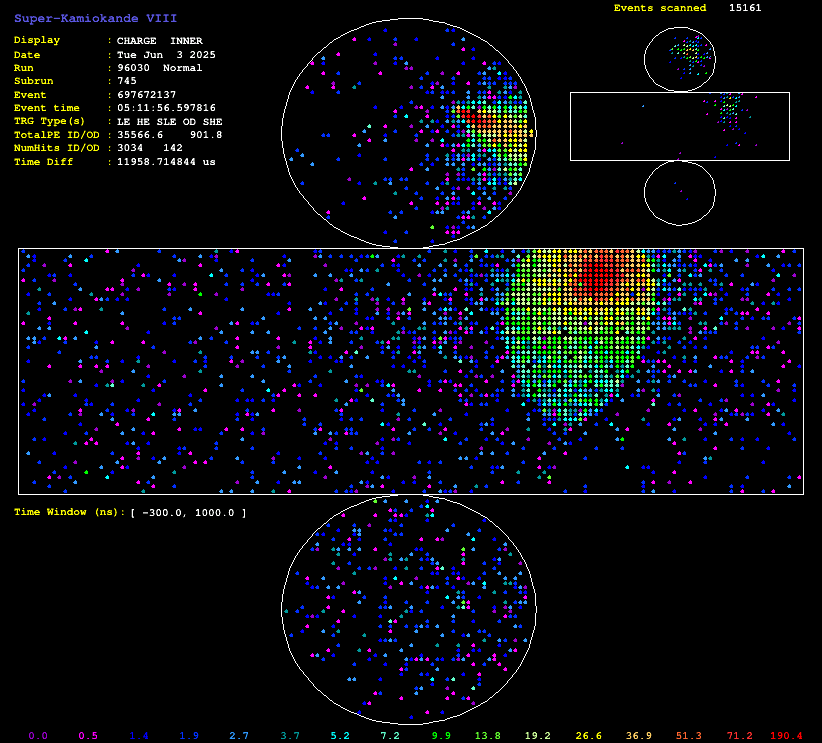 Super-Kamiokande VIII
Events scanned 15161
Display : CHARGE INNER
Date : Tue Jun 3 2025
Run : 96030 Normal
Subrun : 745
Event : 697672137
Event time : 05:11:56.597816
TRG Type(s) : LE HE SLE OD SHE
TotalPE ID/OD : 35566.6 901.8
NumHits ID/OD : 3034 142
Time Diff : 11958.714844 us
Time Window (ns): [ -300.0, 1000.0 ]
0.0 0.5 1.4 1.9 2.7 3.7 5.2 7.2 9.9 13.8 19.2 26.6 36.9 51.3 71.2 190.4